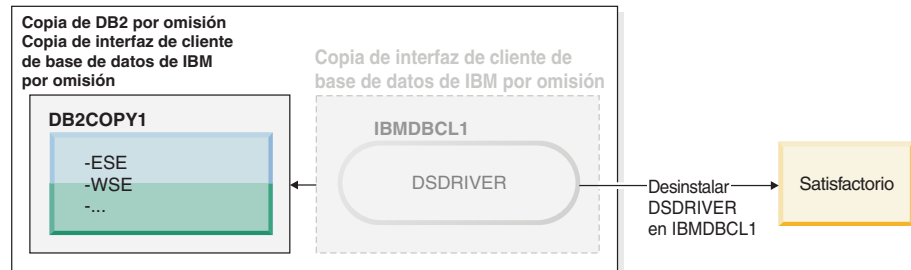 Copia de DB2 por omisión
Copia de interfaz de cliente
de base de datos de IBM
por omisión
DB2COPY1
-ESE
-WSE
-...
Copia de interfaz de cliente de
base de datos de IBM por omisión
IBMDBCL1
DSDRIVER
Desinstalar
DSDRIVER
en IBMDBCL1
Satisfactorio